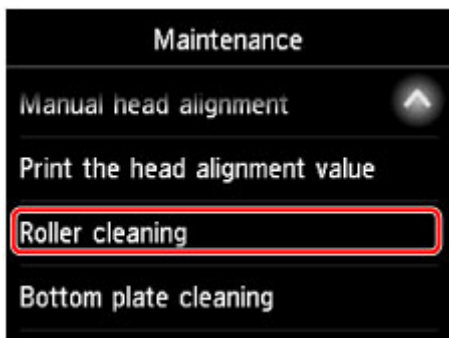 Maintenance
Manual head alignment
Print the head alignment value
Roller cleaning
Bottom plate cleaning